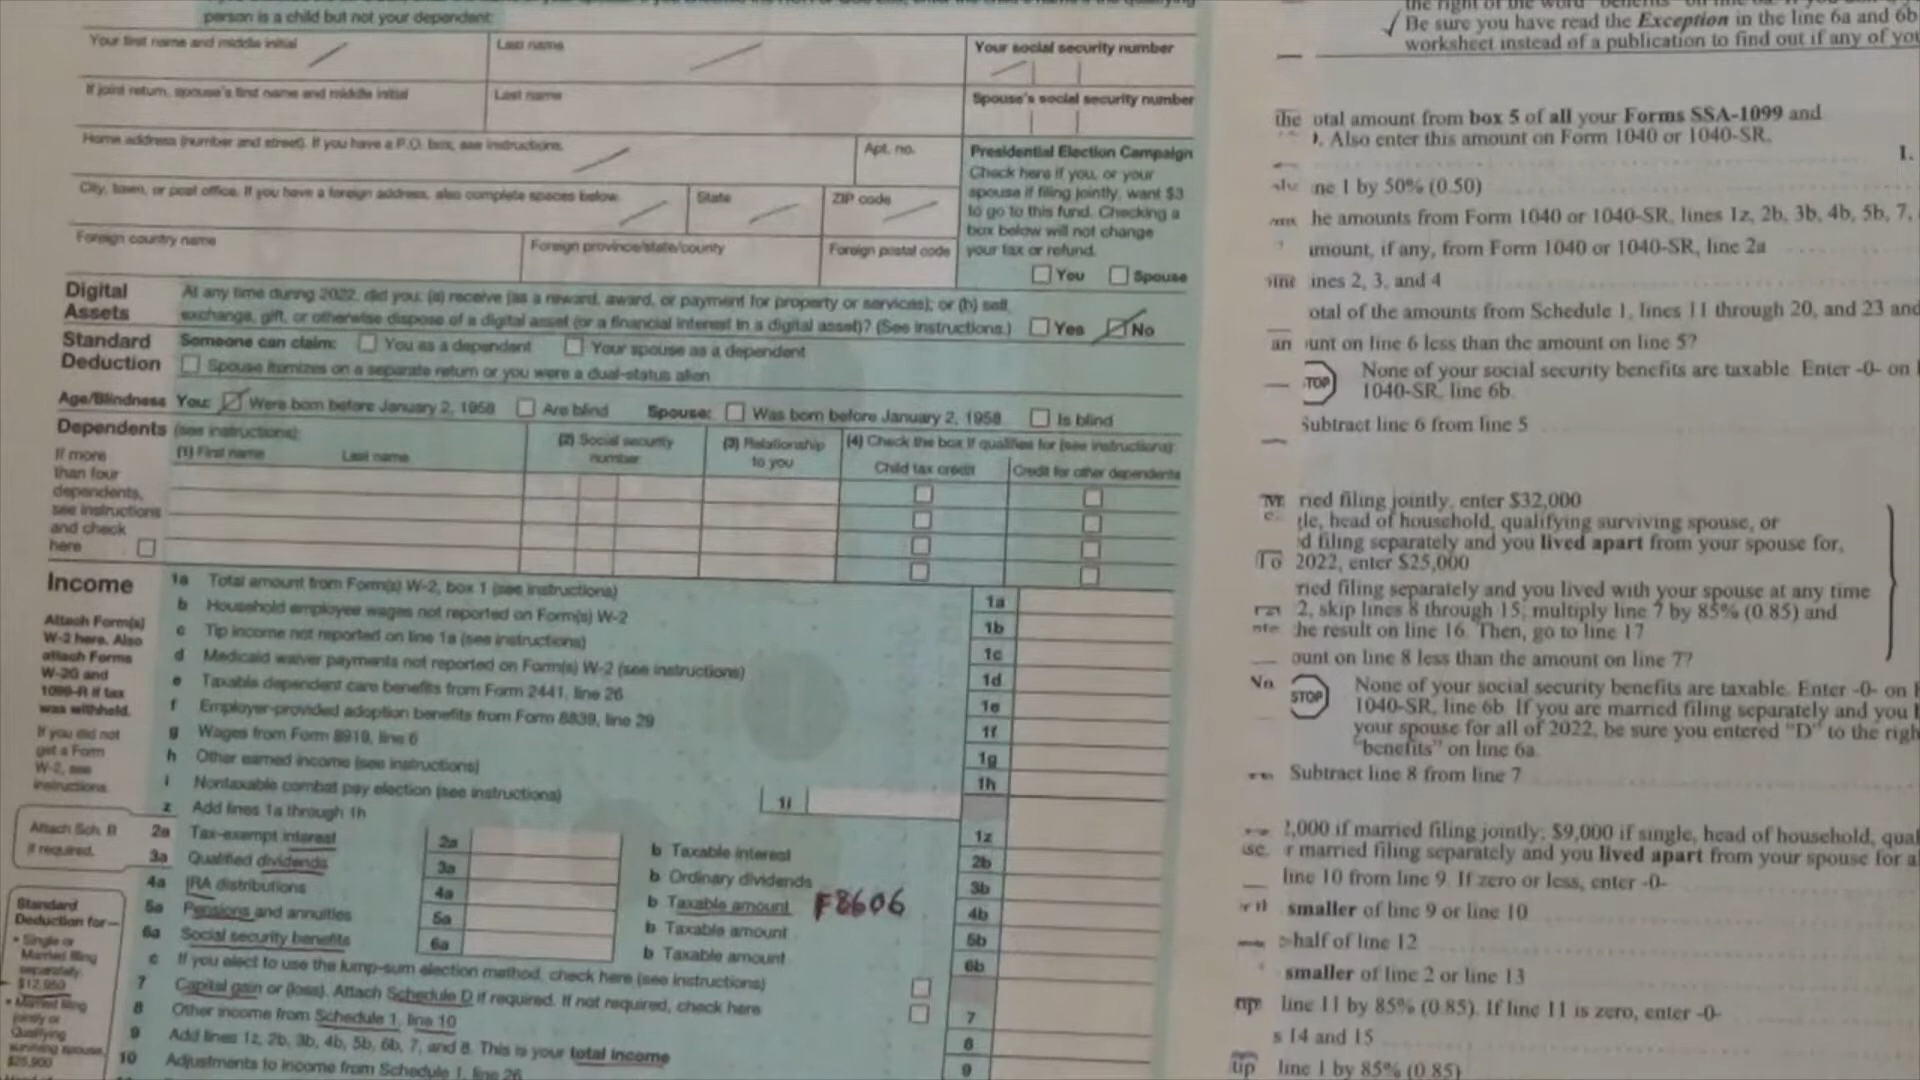 person is a child but not your dependent:
Your first name and middle initial
Last name
Your social security number
If joint return, spouse's first name and middle initial
Last name
Spouse's social security number
Home address (number and street). If you have a P.O. box, see instructions.
Apt. no.
City, town, or post office. If you have a foreign address, also complete spaces below.
State
ZIP code
Foreign country name
Foreign province/state/county
Foreign postal code
Presidential Election Campaign
Check here if you, or your
spouse if filing jointly, want $3
to go to this fund. Checking a
box below will not change
your tax or refund.
You Spouse
Digital
Assets
At any time during 2022, did you: (a) receive (as a reward, award, or payment for property or services); or (b) sell,
exchange, gift, or otherwise dispose of a digital asset (or a financial interest in a digital asset)? (See instructions.) Yes No
Standard
Deduction
Someone can claim: You as a dependent Your spouse as a dependent
Spouse itemizes on a separate return or you were a dual-status alien
Age/Blindness You: Were born before January 2, 1958 Are blind Spouse: Was born before January 2, 1958 Is blind
Dependents (see instructions):
(1) First name Last name
(2) Social security
number
(3) Relationship
to you
(4) Check the box if qualifies for (see instructions):
Child tax credit
Credit for other dependents
If more
than four
dependents,
see instructions
and check
here
Income
Attach Form(s)
W-2 here. Also
attach Forms
W-2G and
1099-R if tax
was withheld.
If you did not
get a Form
W-2, see
instructions.
1a Total amount from Form(s) W-2, box 1 (see instructions) 1a
b Household employee wages not reported on Form(s) W-2 1b
c Tip income not reported on line 1a (see instructions) 1c
d Medicaid waiver payments not reported on Form(s) W-2 (see instructions) 1d
e Taxable dependent care benefits from Form 2441, line 26 1e
f Employer-provided adoption benefits from Form 8839, line 29 1f
g Wages from Form 8919, line 6 1g
h Other earned income (see instructions) 1h
i Nontaxable combat pay election (see instructions) 1i
z Add lines 1a through 1h 1z
Attach Sch. B
if required.
2a Tax-exempt interest 2a b Taxable interest 2b
3a Qualified dividends 3a b Ordinary dividends 3b
4a IRA distributions 4a b Taxable amount F8606 4b
5a Pensions and annuities 5a b Taxable amount 5b
6a Social security benefits 6a b Taxable amount 6b
c If you elect to use the lump-sum election method, check here (see instructions)
7 Capital gain or (loss). Attach Schedule D if required. If not required, check here 7
8 Other income from Schedule 1, line 10 8
9 Add lines 1z, 2b, 3b, 4b, 5b, 6b, 7, and 8. This is your total income 9
10 Adjustments to income from Schedule 1, line 26
Standard
Deduction for—
• Single or
Married filing
separately,
$12,950
• Married filing
jointly or
Qualifying
surviving spouse,
$25,900
Be sure you have read the Exception in the line 6a and 6b
worksheet instead of a publication to find out if any of you
the otal amount from box 5 of all your Forms SSA-1099 and
. Also enter this amount on Form 1040 or 1040-SR,
1.
ne 1 by 50% (0.50)
he amounts from Form 1040 or 1040-SR, lines 1z, 2b, 3b, 4b, 5b, 7,
amount, if any, from Form 1040 or 1040-SR, line 2a
ines 2, 3, and 4
otal of the amounts from Schedule 1, lines 11 through 20, and 23 and
unt on line 6 less than the amount on line 5?
STOP
None of your social security benefits are taxable. Enter -0- on
1040-SR, line 6b.
Subtract line 6 from line 5
ried filing jointly, enter $32,000
gle, head of household, qualifying surviving spouse, or
d filing separately and you lived apart from your spouse for
2022, enter $25,000
ried filing separately and you lived with your spouse at any time
2, skip lines 8 through 15; multiply line 7 by 85% (0.85) and
he result on line 16. Then, go to line 17
ount on line 8 less than the amount on line 7?
STOP
None of your social security benefits are taxable. Enter -0- on
1040-SR, line 6b. If you are married filing separately and you
your spouse for all of 2022, be sure you entered "D" to the righ
"benefits" on line 6a.
Subtract line 8 from line 7
2,000 if married filing jointly; $9,000 if single, head of household, qual
r married filing separately and you lived apart from your spouse for a
line 10 from line 9. If zero or less, enter -0-
smaller of line 9 or line 10
half of line 12
smaller of line 2 or line 13
line 11 by 85% (0.85). If line 11 is zero, enter -0-
s 14 and 15
line 1 by 85% (0.85)